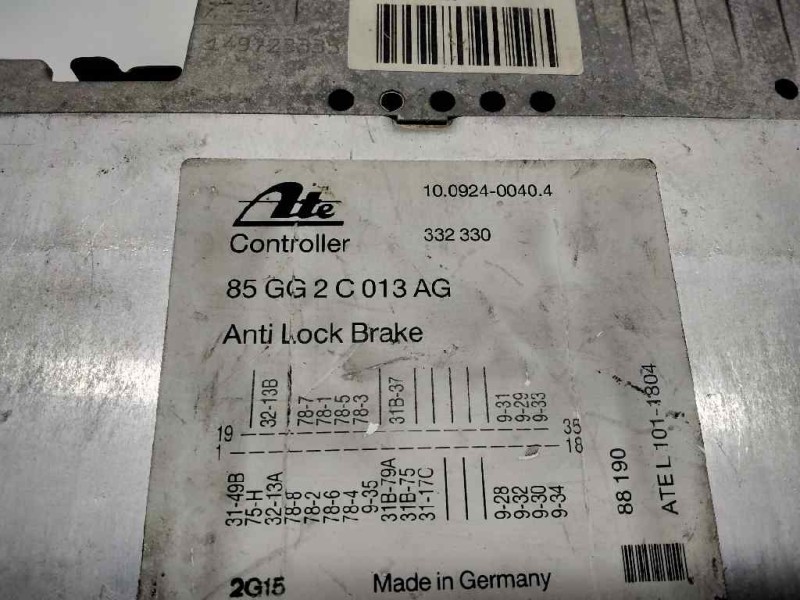 149723335
Ate
10.0924-0040.4
Controller
332 330
85 GG 2 C 013 AG
Anti Lock Brake
32-13B
78-7
78-1
78-5
78-3
31B-37
9-31
9-29
9-33
19
35
1
18
31-49B
75-H
32-13A
78-8
78-2
78-6
78-4
9-35
31B-79A
31B-75
31-17C
9-28
9-32
9-30
9-34
88 190
ATE L 101-1804
2G15
Made in Germany